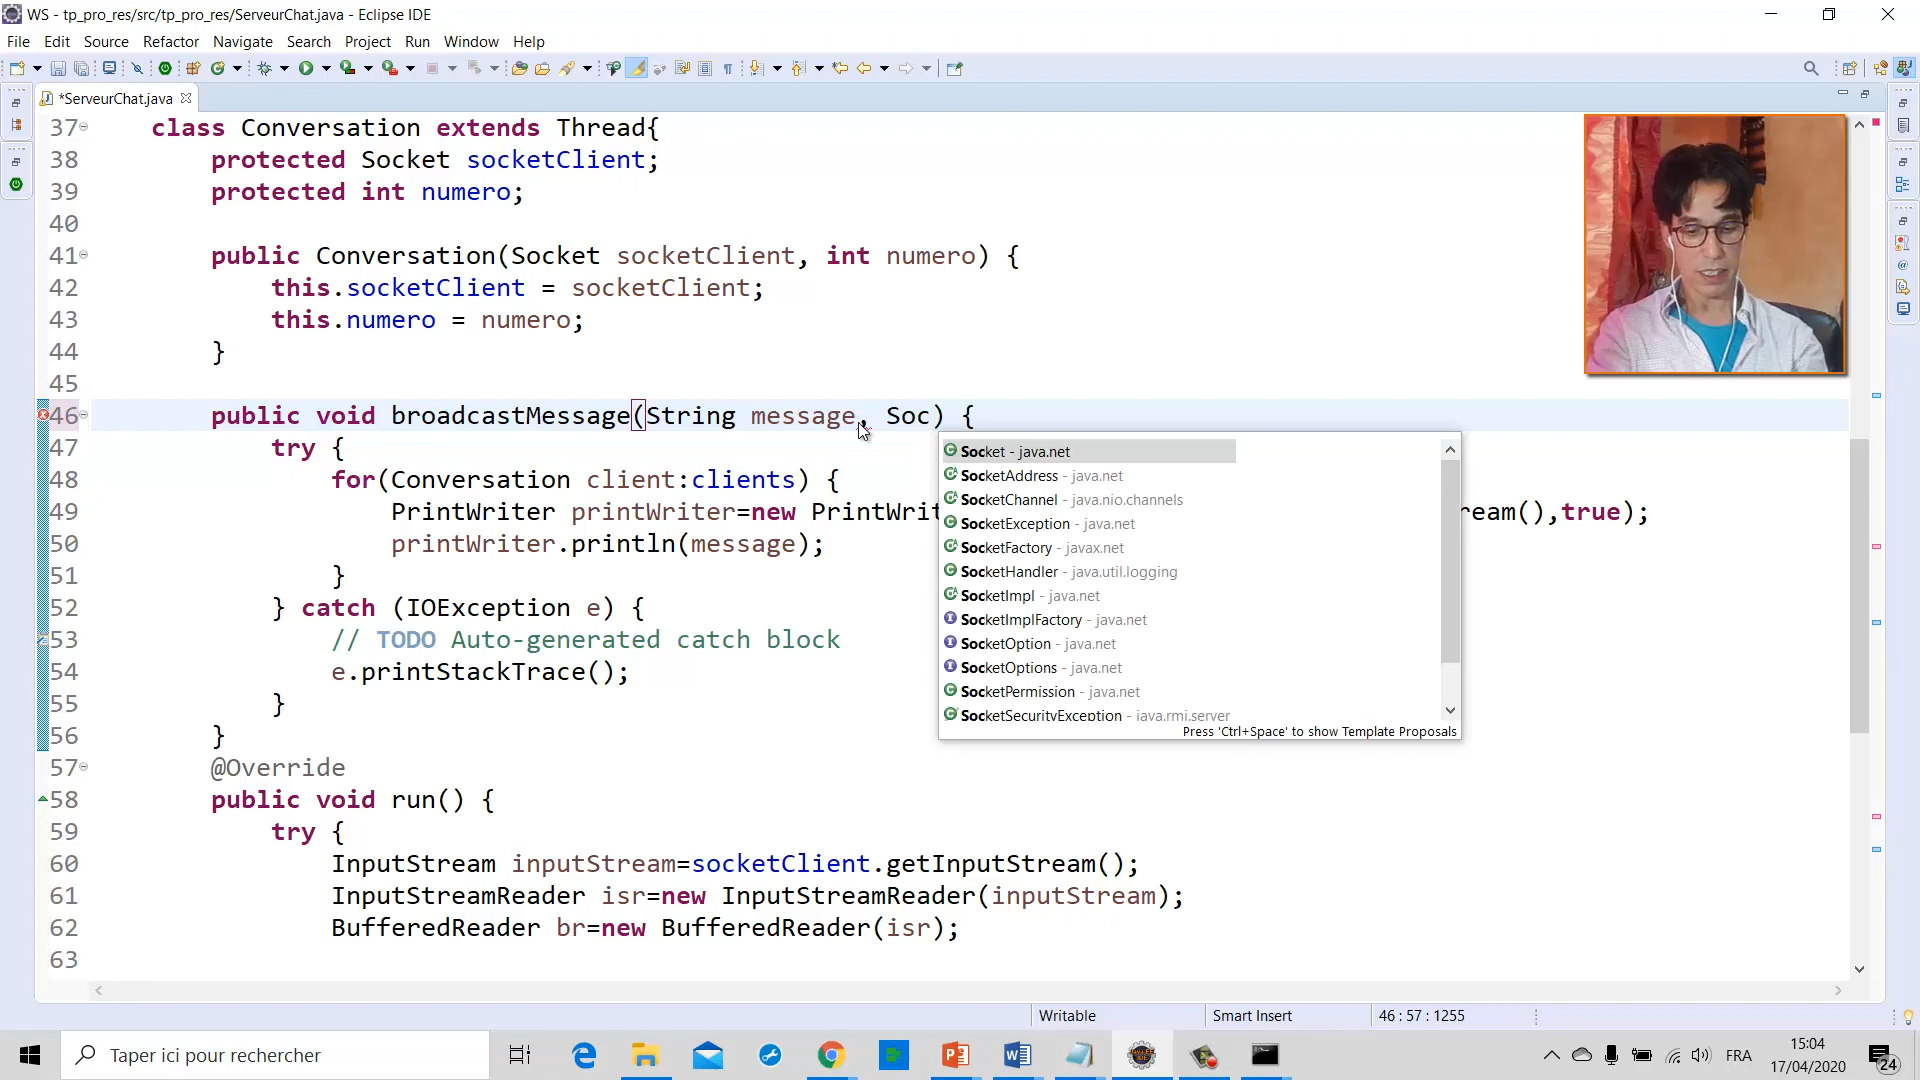 WS - tp_pro_res/src/tp_pro_res/ServeurChat.java - Eclipse IDE
File Edit Source Refactor Navigate Search Project Run Window Help
*ServeurChat.java
37 class Conversation extends Thread{
38 protected Socket socketClient;
39 protected int numero;
40
41 public Conversation(Socket socketClient, int numero) {
42 this.socketClient = socketClient;
43 this.numero = numero;
44 }
45
46 public void broadcastMessage(String message, Soc) {
47 try {
48 for(Conversation client:clients) {
49 PrintWriter printWriter=new PrintWrit ream(),true);
50 printWriter.println(message);
51 }
52 } catch (IOException e) {
53 // TODO Auto-generated catch block
54 e.printStackTrace();
55 }
56 }
57 @Override
58 public void run() {
59 try {
60 InputStream inputStream=socketClient.getInputStream();
61 InputStreamReader isr=new InputStreamReader(inputStream);
62 BufferedReader br=new BufferedReader(isr);
63
Socket - java.net
SocketAddress - java.net
SocketChannel - java.nio.channels
SocketException - java.net
SocketFactory - javax.net
SocketHandler - java.util.logging
SocketImpl - java.net
SocketImplFactory - java.net
SocketOption - java.net
SocketOptions - java.net
SocketPermission - java.net
SocketSecurityException - java.rmi.server
Press 'Ctrl+Space' to show Template Proposals
Writable Smart Insert 46 : 57 : 1255
Taper ici pour rechercher
FRA
15:04
17/04/2020
24